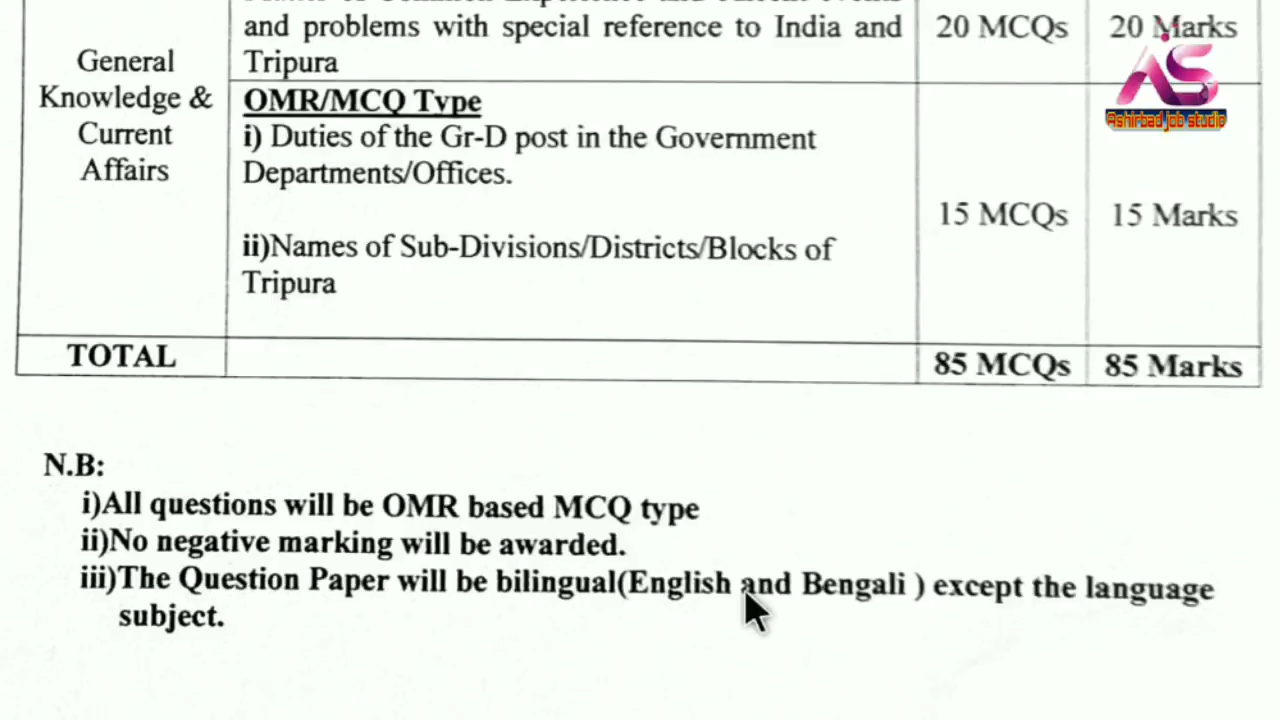 and problems with special reference to India and
Tripura
20 MCQs
20 Marks
General
Knowledge &
Current
Affairs
OMR/MCQ Type
i) Duties of the Gr-D post in the Government
Departments/Offices.
ii)Names of Sub-Divisions/Districts/Blocks of
Tripura
15 MCQs
15 Marks
TOTAL
85 MCQs
85 Marks
N.B:
i)All questions will be OMR based MCQ type
ii)No negative marking will be awarded.
iii)The Question Paper will be bilingual(English and Bengali ) except the language
subject.
AS
Ashirbad job studio